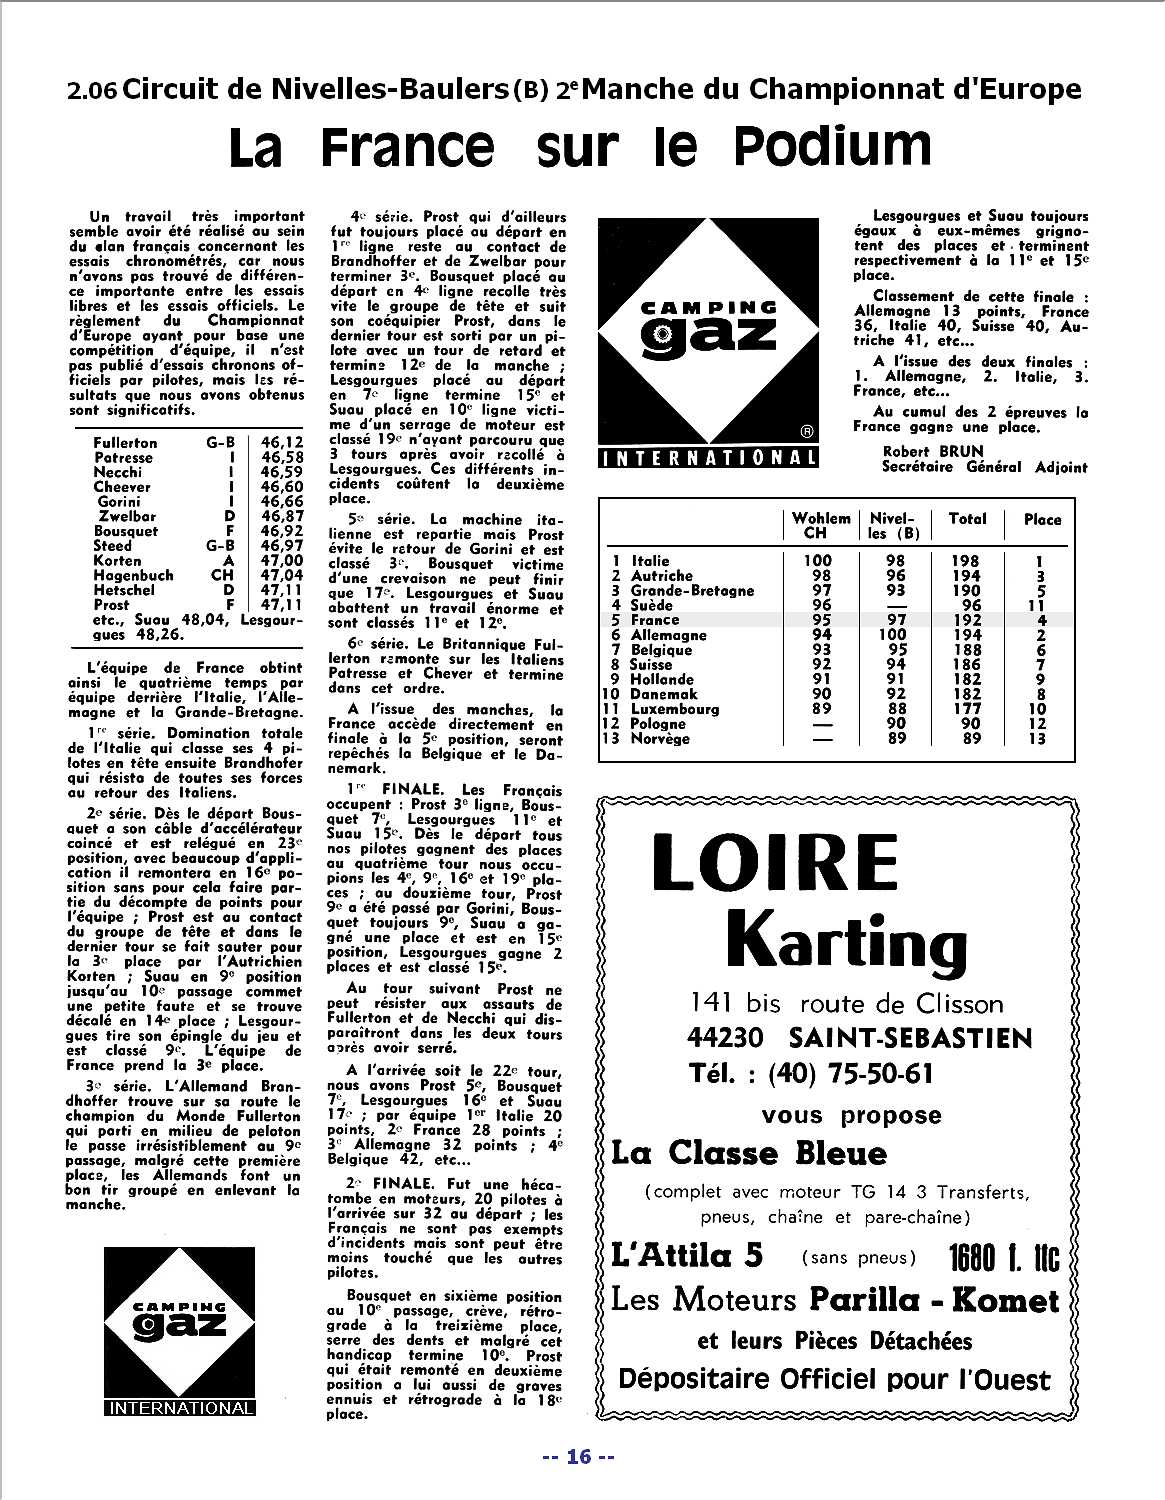 2.06 Circuit de Nivelles-Baulers (B) 2e Manche du Championnat d'Europe
La France sur le Podium
Un travail très important
semble avoir été réalisé au sein
du clan français concernant les
essais chronométrés, car nous
n'avons pas trouvé de différen-
ce importante entre les essais
libres et les essais officiels. Le
règlement du Championnat
d'Europe ayant pour base une
compétition d'équipe, il n'est
pas publié d'essais chronons of-
ficiels par pilotes, mais les ré-
sultats que nous avons obtenus
sont significatifs.
Fullerton G-B 46,12
Patresse I 46,58
Necchi I 46,59
Cheever I 46,60
Gorini I 46,66
Zwelbar D 46,87
Bousquet F 46,92
Steed G-B 46,97
Korten A 47,00
Hagenbuch CH 47,04
Hetschel D 47,11
Prost F 47,11
etc., Suau 48,04, Lesgour-
gues 48,26.
L'équipe de France obtint
ainsi le quatrième temps par
équipe derrière l'Italie, l'Alle-
magne et la Grande-Bretagne.
1re série. Domination totale
de l'Italie qui classe ses 4 pi-
lotes en tête ensuite Brandhofer
qui résista de toutes ses forces
au retour des Italiens.
2e série. Dès le départ Bous-
quet a son câble d'accélérateur
coincé et est relégué en 23e
position, avec beaucoup d'appli-
cation il remontera en 16e po-
sition sans pour cela faire par-
tie du décompte de points pour
l'équipe ; Prost est au contact
du groupe de tête et dans le
dernier tour se fait sauter pour
la 3e place par l'Autrichien
Korten ; Suau en 9e position
jusqu'au 10e passage commet
une petite faute et se trouve
décalé en 14e place ; Lesgour-
gues tire son épingle du jeu et
est classé 9e. L'équipe de
France prend la 3e place.
3e série. L'Allemand Bran-
dhoffer trouve sur sa route le
champion du Monde Fullerton
qui parti en milieu de peloton
le passe irrésistiblement au 9e
passage, malgré cette première
place, les Allemands font un
bon tir groupé en enlevant la
manche.
CAMPING
gaz
INTERNATIONAL
4e série. Prost qui d'ailleurs
fut toujours placé au départ en
1re ligne reste au contact de
Brandhoffer et de Zwelbar pour
terminer 3e. Bousquet placé au
départ en 4e ligne recolle très
vite le groupe de tête et suit
son coéquipier Prost, dans le
dernier tour est sorti par un pi-
lote avec un tour de retard et
termine 12e de la manche ;
Lesgourgues placé au départ
en 7e ligne termine 15e et
Suau placé en 10e ligne victi-
me d'un serrage de moteur est
classé 19e n'ayant parcouru que
3 tours après avoir recollé à
Lesgourgues. Ces différents in-
cidents coûtent la deuxième
place.
5e série. La machine ita-
lienne est repartie mais Prost
évite le retour de Gorini et est
classé 3e. Bousquet victime
d'une crevaison ne peut finir
que 17e. Lesgourgues et Suau
abattent un travail énorme et
sont classés 11e et 12e.
6e série. Le Britannique Ful-
lerton remonte sur les Italiens
Patresse et Chever et termine
dans cet ordre.
A l'issue des manches, la
France accède directement en
finale à la 5e position, seront
repêchés la Belgique et le Da-
nemark.
1re FINALE. Les Français
occupent : Prost 3e ligne, Bous-
quet 7e, Lesgourgues 11e et
Suau 15e. Dès le départ tous
nos pilotes gagnent des places
au quatrième tour nous occu-
pions les 4e, 9e, 16e et 19e pla-
ces ; au douzième tour, Prost
9e a été passé par Gorini, Bous-
quet toujours 9e, Suau a ga-
gné une place et est en 15e
position, Lesgourgues gagne 2
places et est classé 15e.
Au tour suivant Prost ne
peut résister aux assauts de
Fullerton et de Necchi qui dis-
paraîtront dans les deux tours
après avoir serré.
A l'arrivée soit le 22e tour,
nous avons Prost 5e, Bousquet
7e, Lesgourgues 16e et Suau
17e ; par équipe 1er Italie 20
points, 2e France 28 points ;
3e Allemagne 32 points ; 4e
Belgique 42, etc...
2e FINALE. Fut une héca-
tombe en moteurs, 20 pilotes à
l'arrivée sur 32 au départ ; les
Français ne sont pas exempts
d'incidents mais sont peut être
moins touché que les autres
pilotes.
Bousquet en sixième position
au 10e passage, crève, rétro-
grade à la treizième place,
serre des dents et malgré cet
handicap termine 10e. Prost
qui était remonté en deuxième
position a lui aussi de graves
ennuis et rétrograde à la 18e
place.
CAMPING
gaz
®
INTERNATIONAL
Lesgourgues et Suau toujours
égaux à eux-mêmes grigno-
tent des places et terminent
respectivement à la 11e et 15e
place.
Classement de cette finale :
Allemagne 13 points, France
36, Italie 40, Suisse 40, Au-
triche 41, etc...
A l'issue des deux finales :
1. Allemagne, 2. Italie, 3.
France, etc...
Au cumul des 2 épreuves la
France gagne une place.
Robert BRUN
Secrétaire Général Adjoint
Wohlem Nivel- Total Place
CH les (B)
1 Italie 100 98 198 1
2 Autriche 98 96 194 3
3 Grande-Bretagne 97 93 190 5
4 Suède 96 — 96 11
5 France 95 97 192 4
6 Allemagne 94 100 194 2
7 Belgique 93 95 188 6
8 Suisse 92 94 186 7
9 Hollande 91 91 182 9
10 Danemak 90 92 182 8
11 Luxembourg 89 88 177 10
12 Pologne — 90 90 12
13 Norvège — 89 89 13
LOIRE
Karting
141 bis route de Clisson
44230 SAINT-SEBASTIEN
Tél. : (40) 75-50-61
vous propose
La Classe Bleue
(complet avec moteur TG 14 3 Transferts,
pneus, chaîne et pare-chaîne)
L'Attila 5 (sans pneus) 1680 f. ttc
Les Moteurs Parilla - Komet
et leurs Pièces Détachées
Dépositaire Officiel pour l'Ouest
-- 16 --